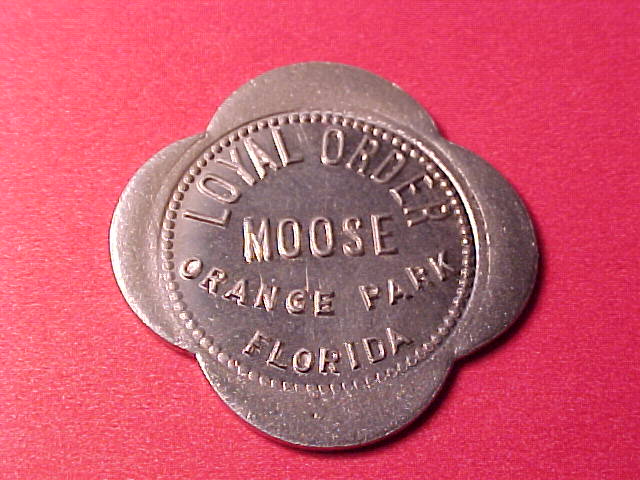 LOYAL ORDER
MOOSE
ORANGE PARK
FLORIDA